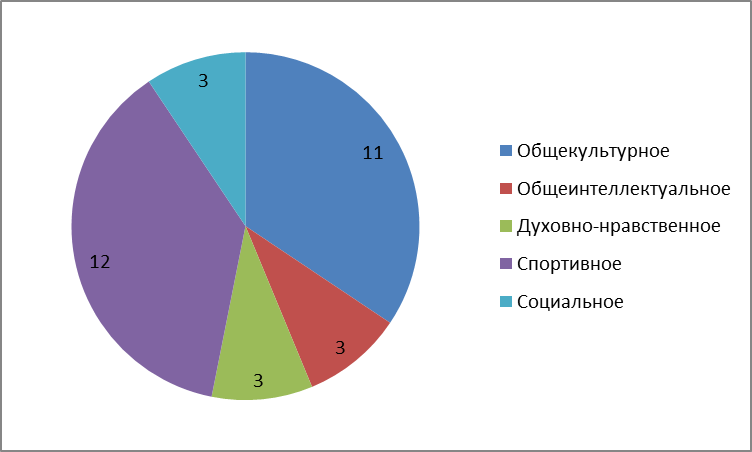 3
11
12
3
3
Общекультурное
Общеинтеллектуальное
Духовно-нравственное
Спортивное
Социальное